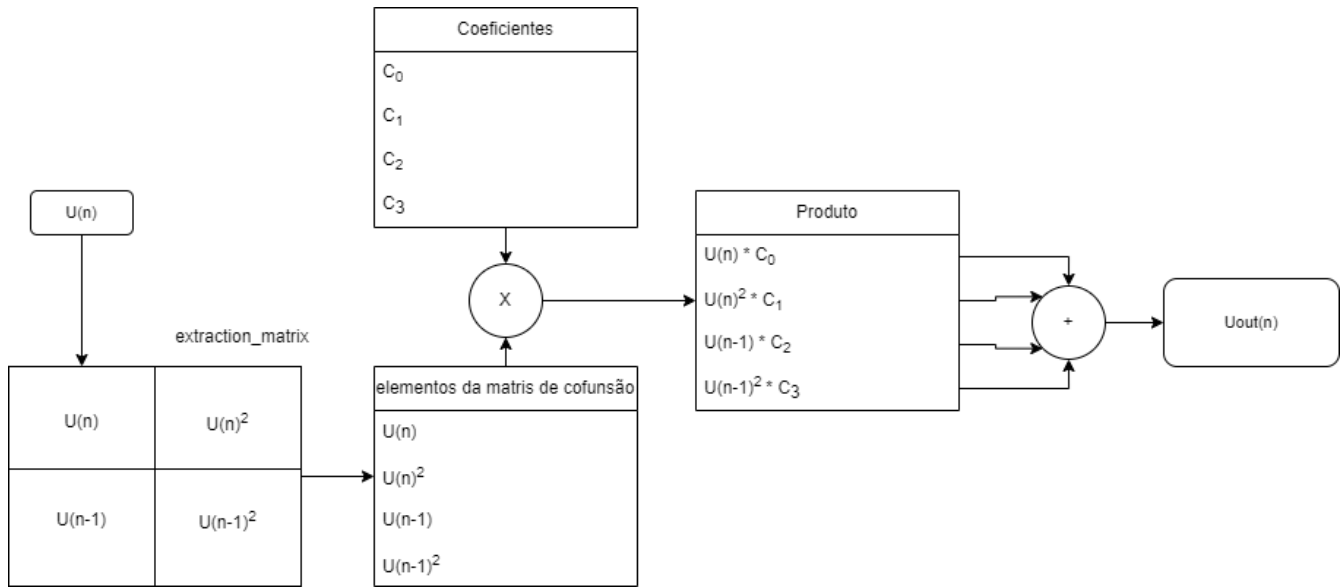 Coeficientes
C₀
C₁
C₂
C₃
U(n)
X
Produto
U(n) * C₀
U(n)² * C₁
U(n-1) * C₂
U(n-1)² * C₃
+
Uout(n)
extraction_matrix
U(n)
U(n)²
U(n-1)
U(n-1)²
elementos da matris de cofunsão
U(n)
U(n)²
U(n-1)
U(n-1)²